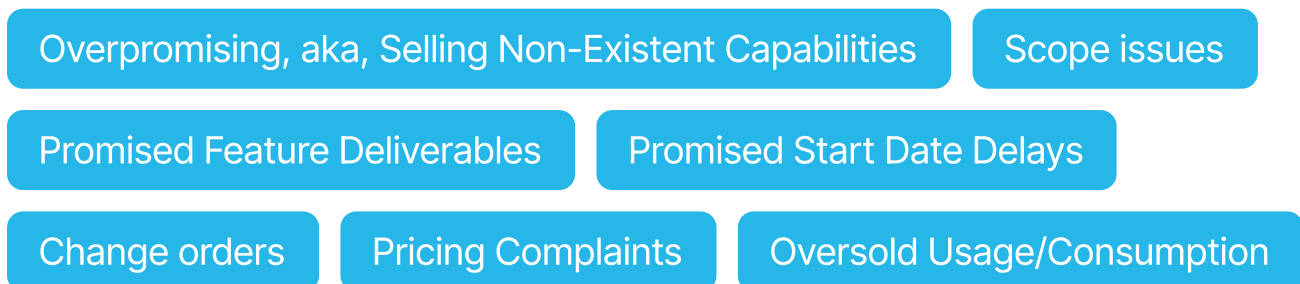 Overpromising, aka, Selling Non-Existent Capabilities
Scope issues
Promised Feature Deliverables
Promised Start Date Delays
Change orders
Pricing Complaints
Oversold Usage/Consumption